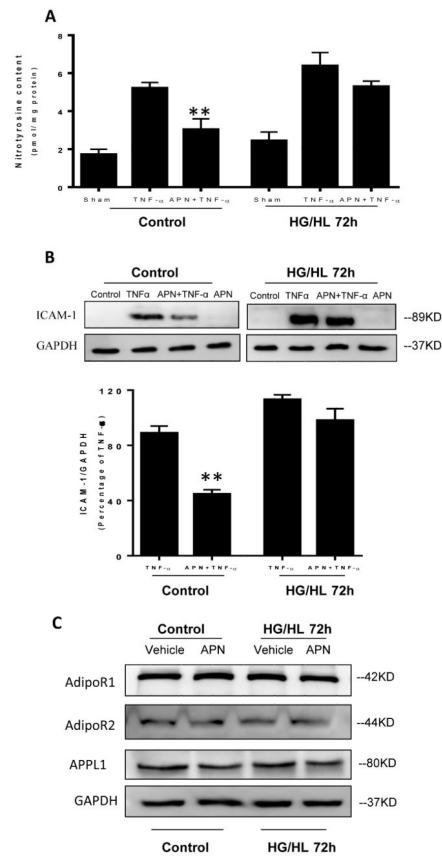 A
Nitrotyrosine content
(pmol/mg protein)
8
6
4
2
0
Sham TNF-α APN+TNF-α Sham TNF-α APN+TNF-α
Control HG/HL 72h
**
B
Control HG/HL 72h
Control TNFα APN+TNF-α APN Control TNFα APN+TNF-α APN
ICAM-1 --89KD
GAPDH --37KD
ICAM-1/GAPDH
(Percentage of TNF-α)
120
80
40
0
**
TNF-α APN+TNF-α TNF-α APN+TNF-α
Control HG/HL 72h
C
Control HG/HL 72h
Vehicle APN Vehicle APN
AdipoR1 --42KD
AdipoR2 --44KD
APPL1 --80KD
GAPDH --37KD
Control HG/HL 72h